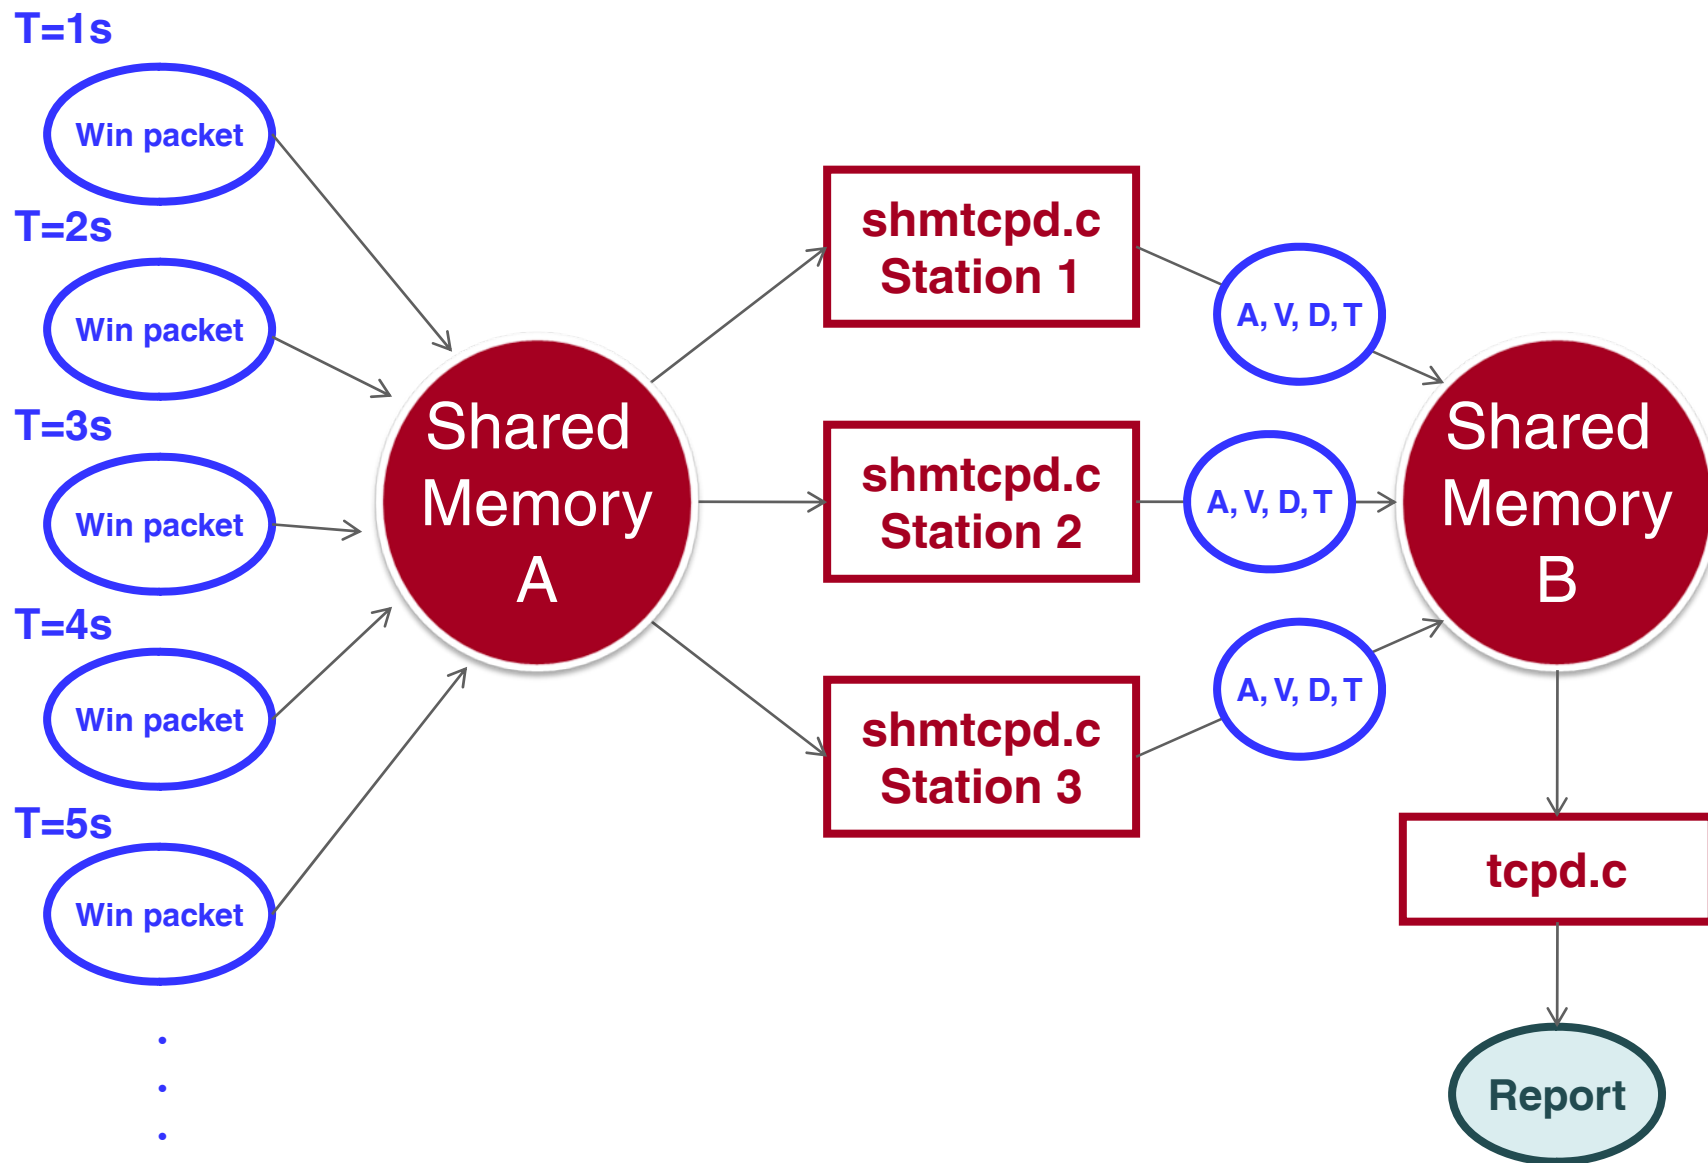 T=1s
Win packet
T=2s
Win packet
T=3s
Win packet
T=4s
Win packet
T=5s
Win packet
.
.
.
Shared
Memory
A
shmtcpd.c
Station 1
shmtcpd.c
Station 2
shmtcpd.c
Station 3
A, V, D, T
A, V, D, T
A, V, D, T
Shared
Memory
B
tcpd.c
Report